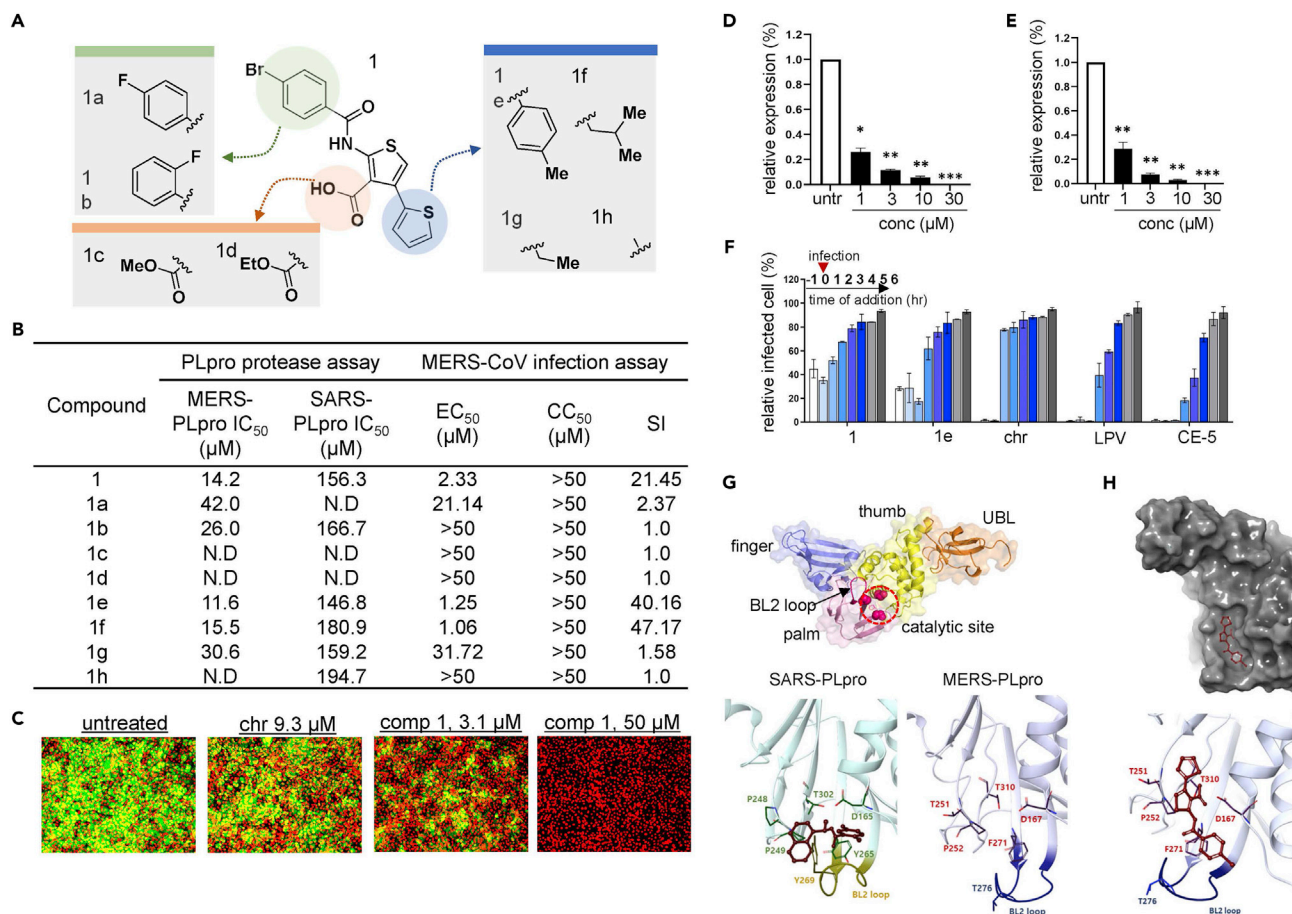 A
1
Br
O
NH
S
HO
O
S
1a
F
1
b
F
1c
MeO
O
1d
EtO
O
1
e
Me
1f
Me
Me
1g
Me
1h
B
PLpro protease assay MERS-CoV infection assay
Compound MERS-PLpro IC50 (μM) SARS-PLpro IC50 (μM) EC50 (μM) CC50 (μM) SI
1 14.2 156.3 2.33 >50 21.45
1a 42.0 N.D 21.14 >50 2.37
1b 26.0 166.7 >50 >50 1.0
1c N.D N.D >50 >50 1.0
1d N.D N.D >50 >50 1.0
1e 11.6 146.8 1.25 >50 40.16
1f 15.5 180.9 1.06 >50 47.17
1g 30.6 159.2 31.72 >50 1.58
1h N.D 194.7 >50 >50 1.0
C
untreated
chr 9.3 μM
comp 1, 3.1 μM
comp 1, 50 μM
D
relative expression (%)
1.2
1.0
0.8
0.6
0.4
0.2
0.0
* ** ** ***
untr 1 3 10 30
conc (μM)
E
relative expression (%)
1.2
1.0
0.8
0.6
0.4
0.2
0.0
** ** ** ***
untr 1 3 10 30
conc (μM)
F
relative infected cell (%)
infection
-1 0 1 2 3 4 5 6
time of addition (hr)
120
100
80
60
40
20
0
1 1e chr LPV CE-5
G
thumb
UBL
finger
BL2 loop
palm
catalytic site
SARS-PLpro
P248
T302
D165
P249
Y265
Y269
BL2 loop
MERS-PLpro
T251
T310
P252
D167
F271
T276
BL2 loop
H
T251
T310
P252
D167
F271
T276
BL2 loop